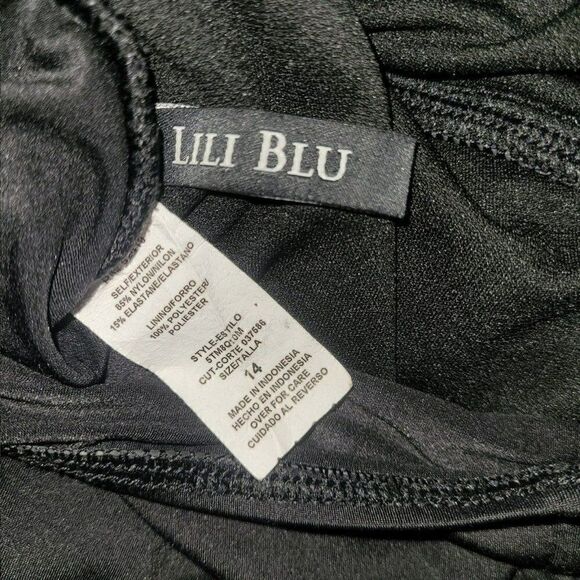 LILI BLU
SELF/EXTERIOR
85% NYLON/NILON
15% ELASTANE/ELASTANO
LINING/FORRO
100% POLYESTER/
POLIESTER
STYLE-ESTILO
CUT-CORTE 037586
SIZE/TALLA
14
MADE IN INDONESIA
HECHO EN INDONESIA
OVER FOR CARE
CUIDADO AL REVERSO